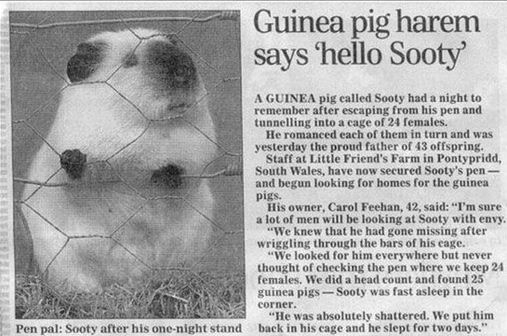 Guinea pig harem
says ‘hello Sooty’
A GUINEA pig called Sooty had a night to
remember after escaping from his pen and
tunnelling into a cage of 24 females.
He romanced each of them in turn and was
yesterday the proud father of 43 offspring.
Staff at Little Friend's Farm in Pontypridd,
South Wales, have now secured Sooty's pen —
and begun looking for homes for the guinea
pigs.
His owner, Carol Feehan, 42, said: "I'm sure
a lot of men will be looking at Sooty with envy.
"We knew that he had gone missing after
wriggling through the bars of his cage.
"We looked for him everywhere but never
thought of checking the pen where we keep 24
females. We did a head count and found 25
guinea pigs — Sooty was fast asleep in the
corner.
"He was absolutely shattered. We put him
back in his cage and he slept for two days."
Pen pal: Sooty after his one-night stand